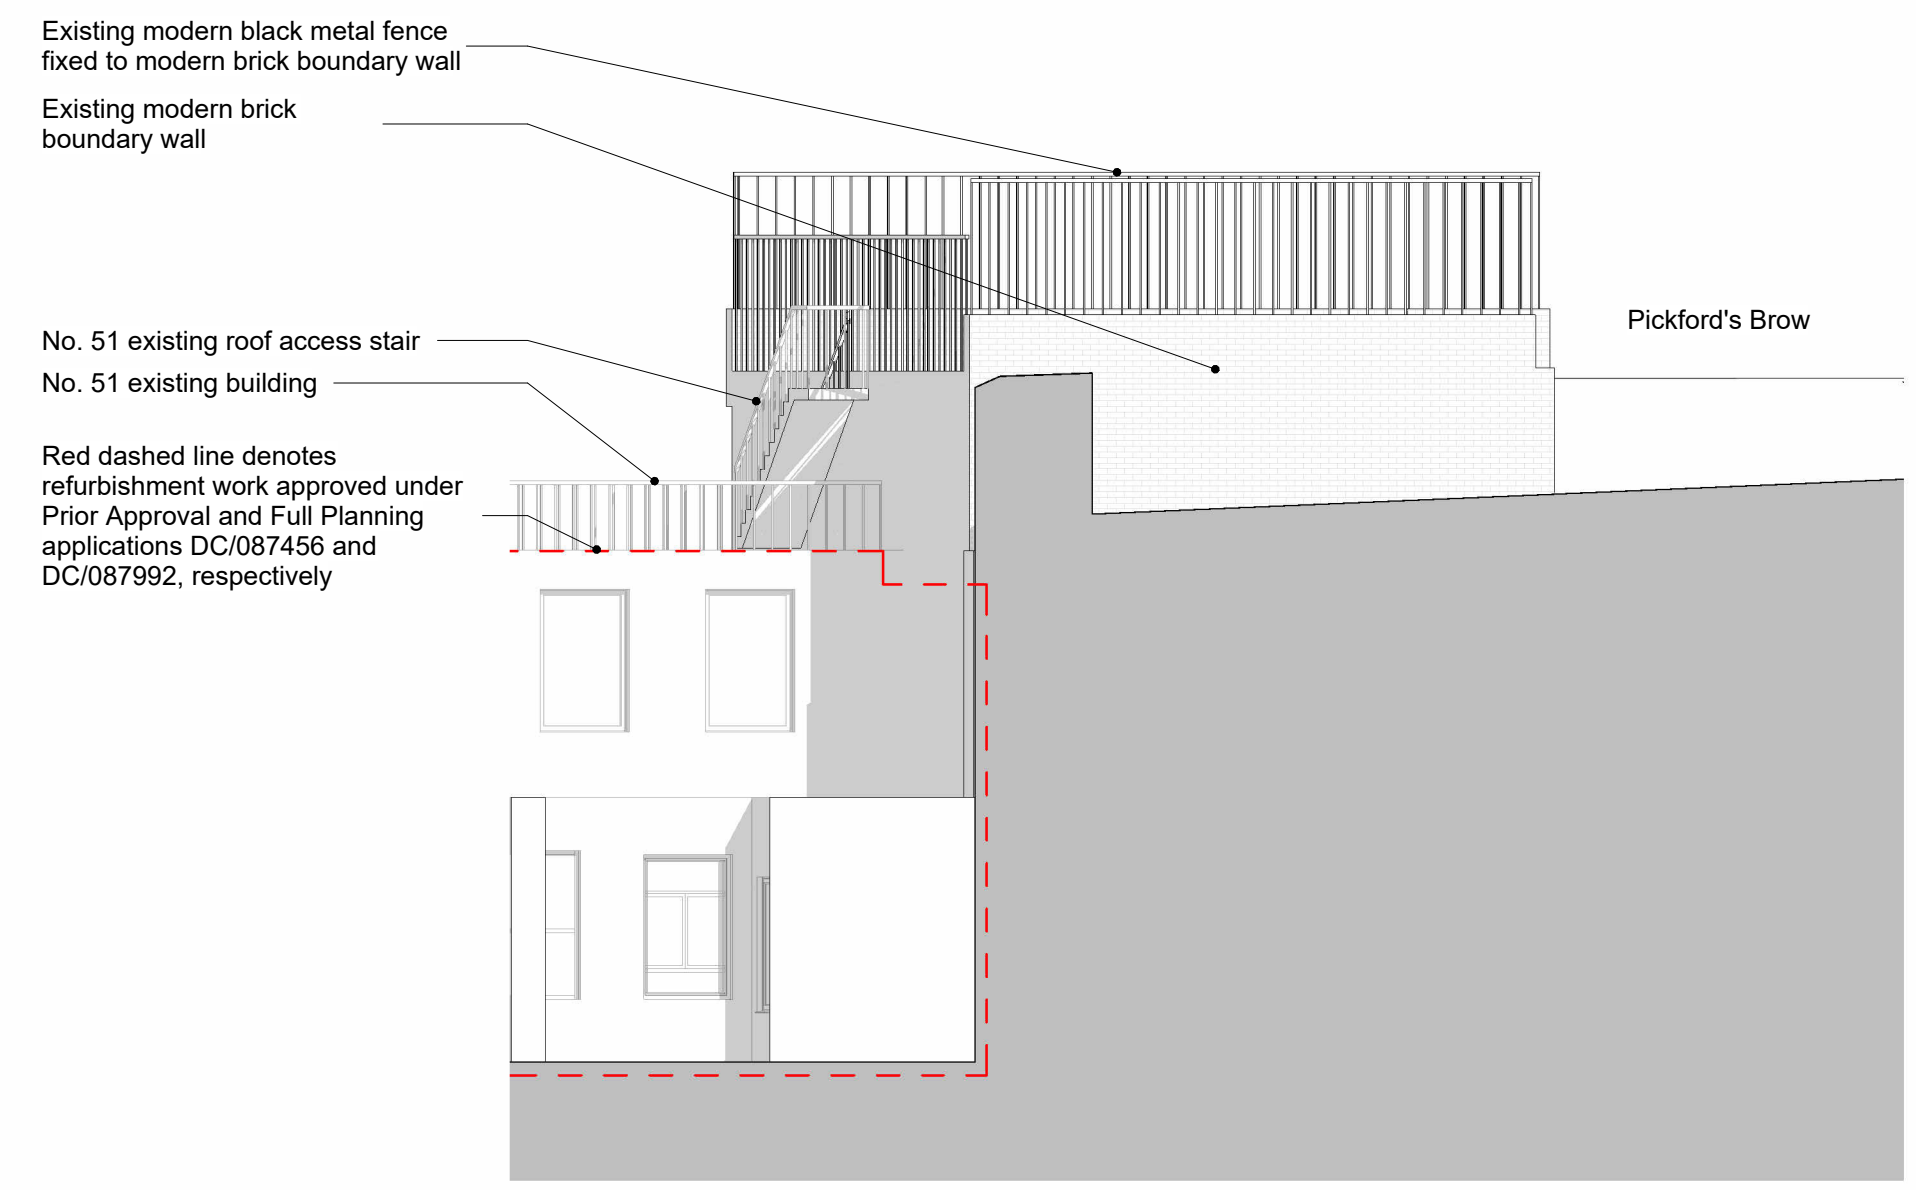 Existing modern black metal fence
fixed to modern brick boundary wall
Existing modern brick
boundary wall
Pickford's Brow
No. 51 existing roof access stair
No. 51 existing building
Red dashed line denotes
refurbishment work approved under
Prior Approval and Full Planning
applications DC/087456 and
DC/087992, respectively